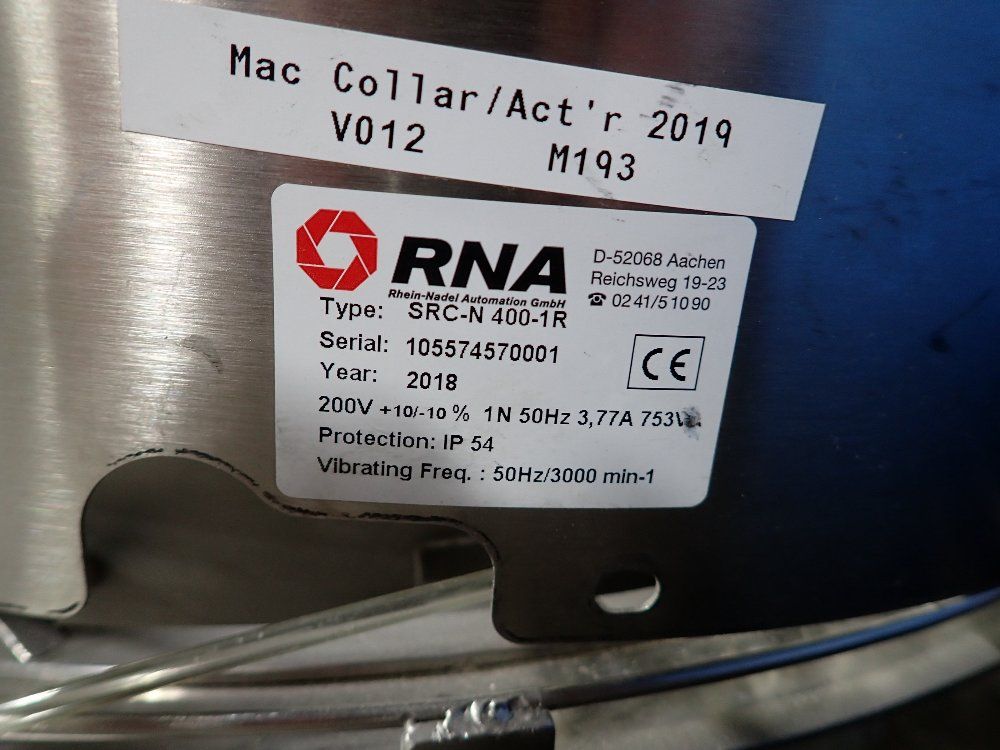 Mac Collar/Act'r 2019
V012 M193
RNA
Rhein-Nadel Automation GmbH
D-52068 Aachen
Reichsweg 19-23
☎ 0241/51090
Type: SRC-N 400-1R
Serial: 105574570001
Year: 2018
CE
200V +10/-10 % 1N 50Hz 3,77A
Protection: IP 54
Vibrating Freq. : 50Hz/3000 min-1